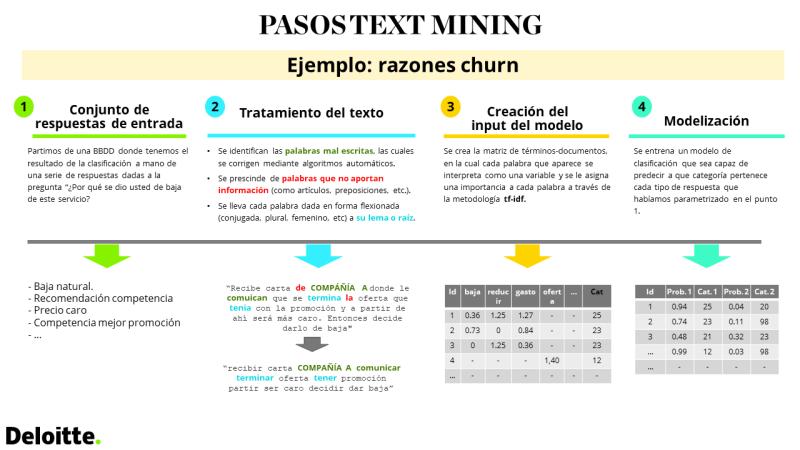 PASOS TEXT MINING
Ejemplo: razones churn
1
Conjunto de
respuestas de entrada
Partimos de una BBDD donde tenemos el
resultado de la clasificación a mano de
una serie de respuestas dadas a la
pregunta "¿Por qué se dio usted de baja
de este servicio?
- Baja natural.
- Recomendación competencia
- Precio caro
- Competencia mejor promoción
- ...
2
Tratamiento del texto
• Se identifican las palabras mal escritas, las cuales
se corrigen mediante algoritmos automáticos.
• Se prescinde de palabras que no aportan
información (como artículos, preposiciones, etc.).
• Se lleva cada palabra dada en forma flexionada
(conjugada, plural, femenino, etc) a su lema o raíz.
"Recibe carta de COMPÁÑÍA A donde le
comuican que se termina la oferta que
tenía con la promoción y a partir de
ahí será más caro. Entonces decide
darlo de baja"
"recibir carta COMPAÑÍA A comunicar
terminar oferta tener promoción
partir ser caro decidir dar baja"
3
Creación del
input del modelo
Se crea la matriz de términos-documentos,
en la cual cada palabra que aparece se
interpreta como una variable y se le asigna
una importancia a cada palabra a través de
la metodología tf-idf.
Id baja reduc gasto ofert ... Cat
ir a
1 0.36 1.25 1.27 - - 25
2 0.73 0 0.84 - - 23
3 0 1.25 0.36 - - 23
4 - - - 1,40 12
... - - - - - -
4
Modelización
Se entrena un modelo de
clasificación que sea capaz de
predecir a que categoría pertenece
cada tipo de respuesta que
habíamos parametrizado en el punto
1.
Id Prob.1 Cat.1 Prob.2 Cat.2
1 0.94 25 0.04 20
2 0.74 23 0.11 98
3 0.48 21 0.32 23
... 0.99 12 0.03 98
- - - - -
Deloitte.